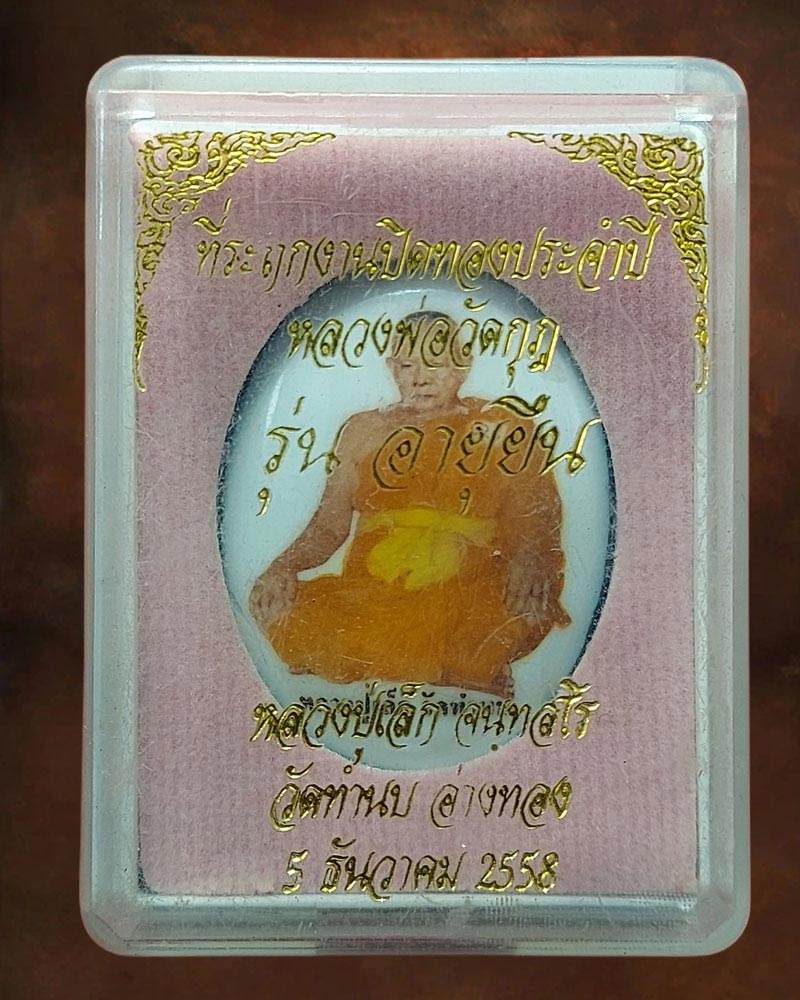 ที่ระฤกงานปิดทองประจำปี
หลวงพ่อวัดกุฎ
รุ่น อายุยืน
หลวงปู่เล็ก จนฺทสโร
วัดทำนบ อ่างทอง
5 ธันวาคม 2558